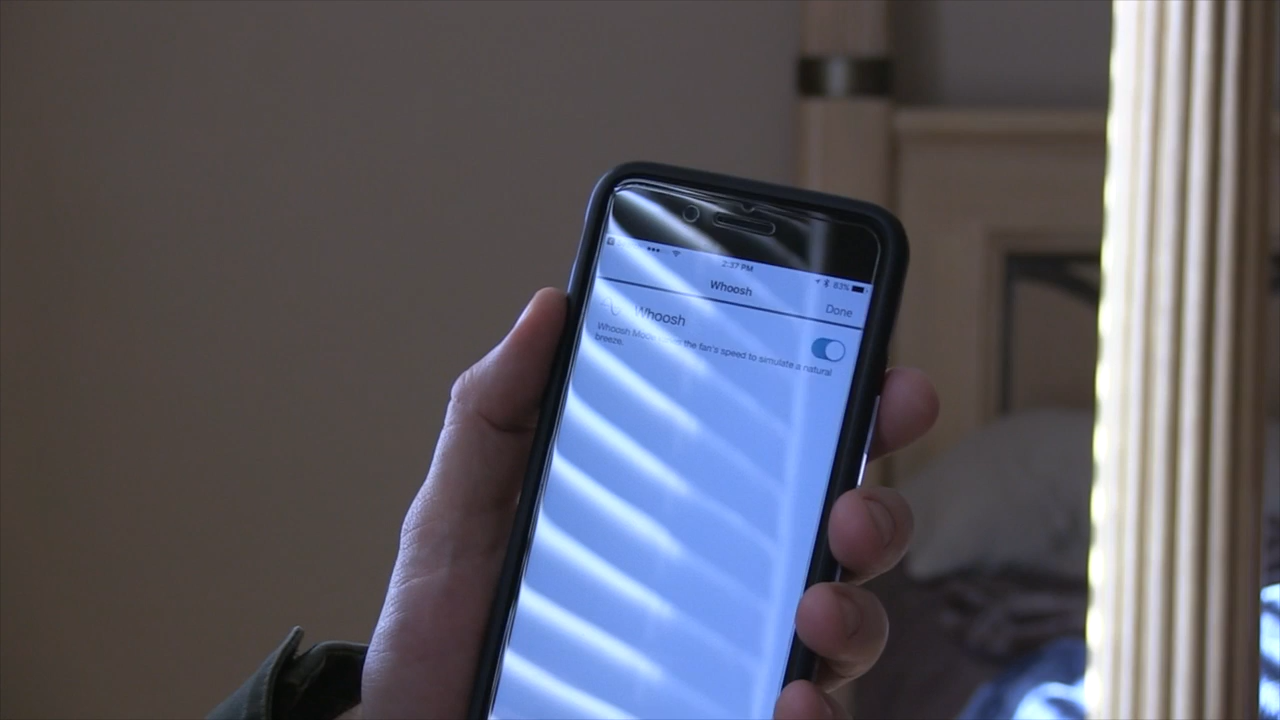 2:37 PM
83%
Whoosh
Done
Whoosh
Whoosh Mode the fan's speed to simulate a natural
breeze.